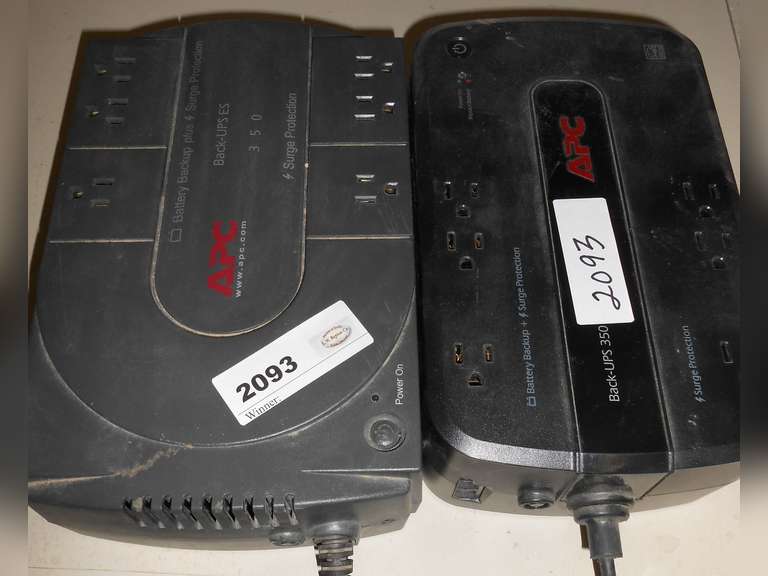 Battery Backup plus Surge Protection
Back-UPS ES
350
Surge Protection
APC
www.apc.com
2093
Winner:
Power On
APC
2093
Battery Backup + Surge Protection
Back-UPS 350
Surge Protection